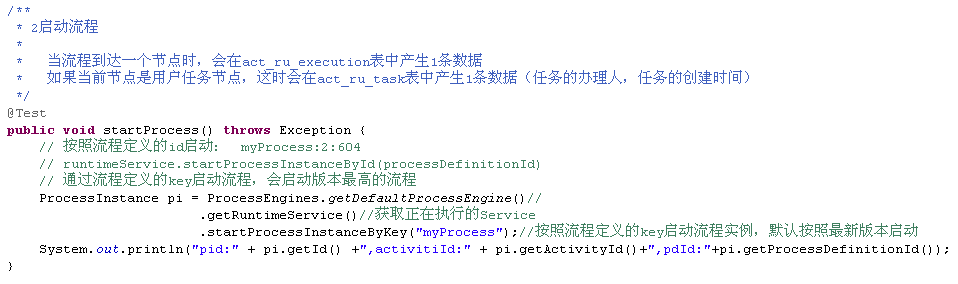 /**
 * 2启动流程
 *
 *   当流程到达一个节点时，会在act_ru_execution表中产生1条数据
 *   如果当前节点是用户任务节点，这时会在act_ru_task表中产生1条数据（任务的办理人，任务的创建时间）
 */
@Test
public void startProcess() throws Exception {
    // 按照流程定义的id启动：  myProcess:2:604
    // runtimeService.startProcessInstanceById(processDefinitionId)
    // 通过流程定义的key启动流程，会启动版本最高的流程
    ProcessInstance pi = ProcessEngines.getDefaultProcessEngine()//
                        .getRuntimeService()//获取正在执行的Service
                        .startProcessInstanceByKey("myProcess");//按照流程定义的key启动流程实例，默认按照最新版本启动
    System.out.println("pid:" + pi.getId() +",activitiId:" + pi.getActivityId()+",pdId:"+pi.getProcessDefinitionId());
}